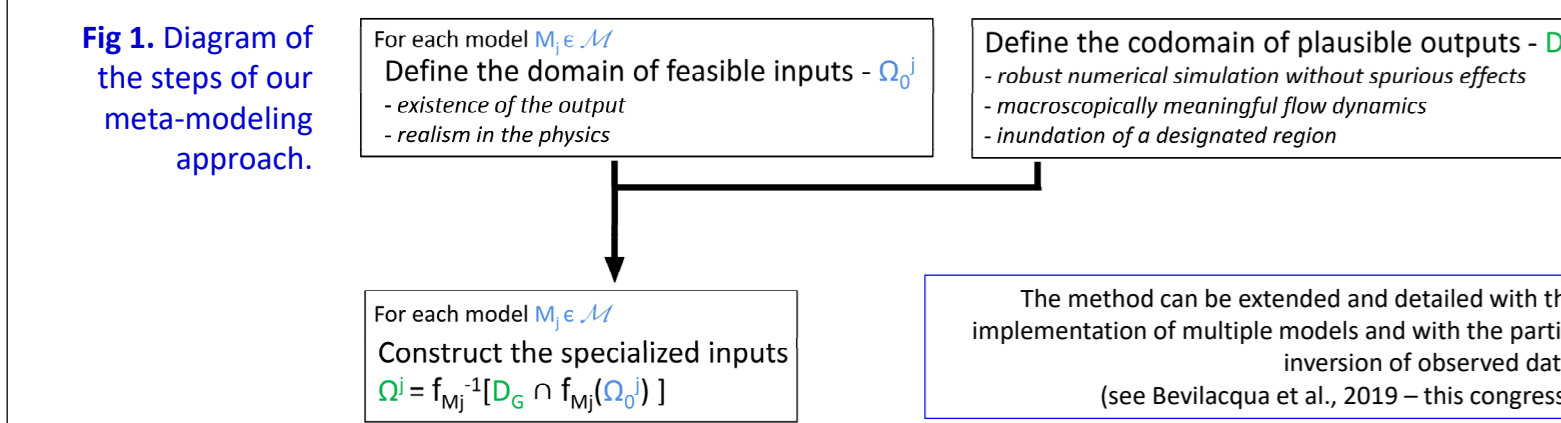 Fig 1. Diagram of
the steps of our
meta-modeling
approach.
For each model Mⱼ ϵ ℳ
Define the domain of feasible inputs - Ω₀ʲ
- existence of the output
- realism in the physics
Define the codomain of plausible outputs - D
- robust numerical simulation without spurious effects
- macroscopically meaningful flow dynamics
- inundation of a designated region
For each model Mⱼ ϵ ℳ
Construct the specialized inputs
Ωʲ = f_Mj⁻¹[D_G ∩ f_Mj(Ω₀ʲ) ]
The method can be extended and detailed with th
implementation of multiple models and with the parti
inversion of observed dat
(see Bevilacqua et al., 2019 – this congress